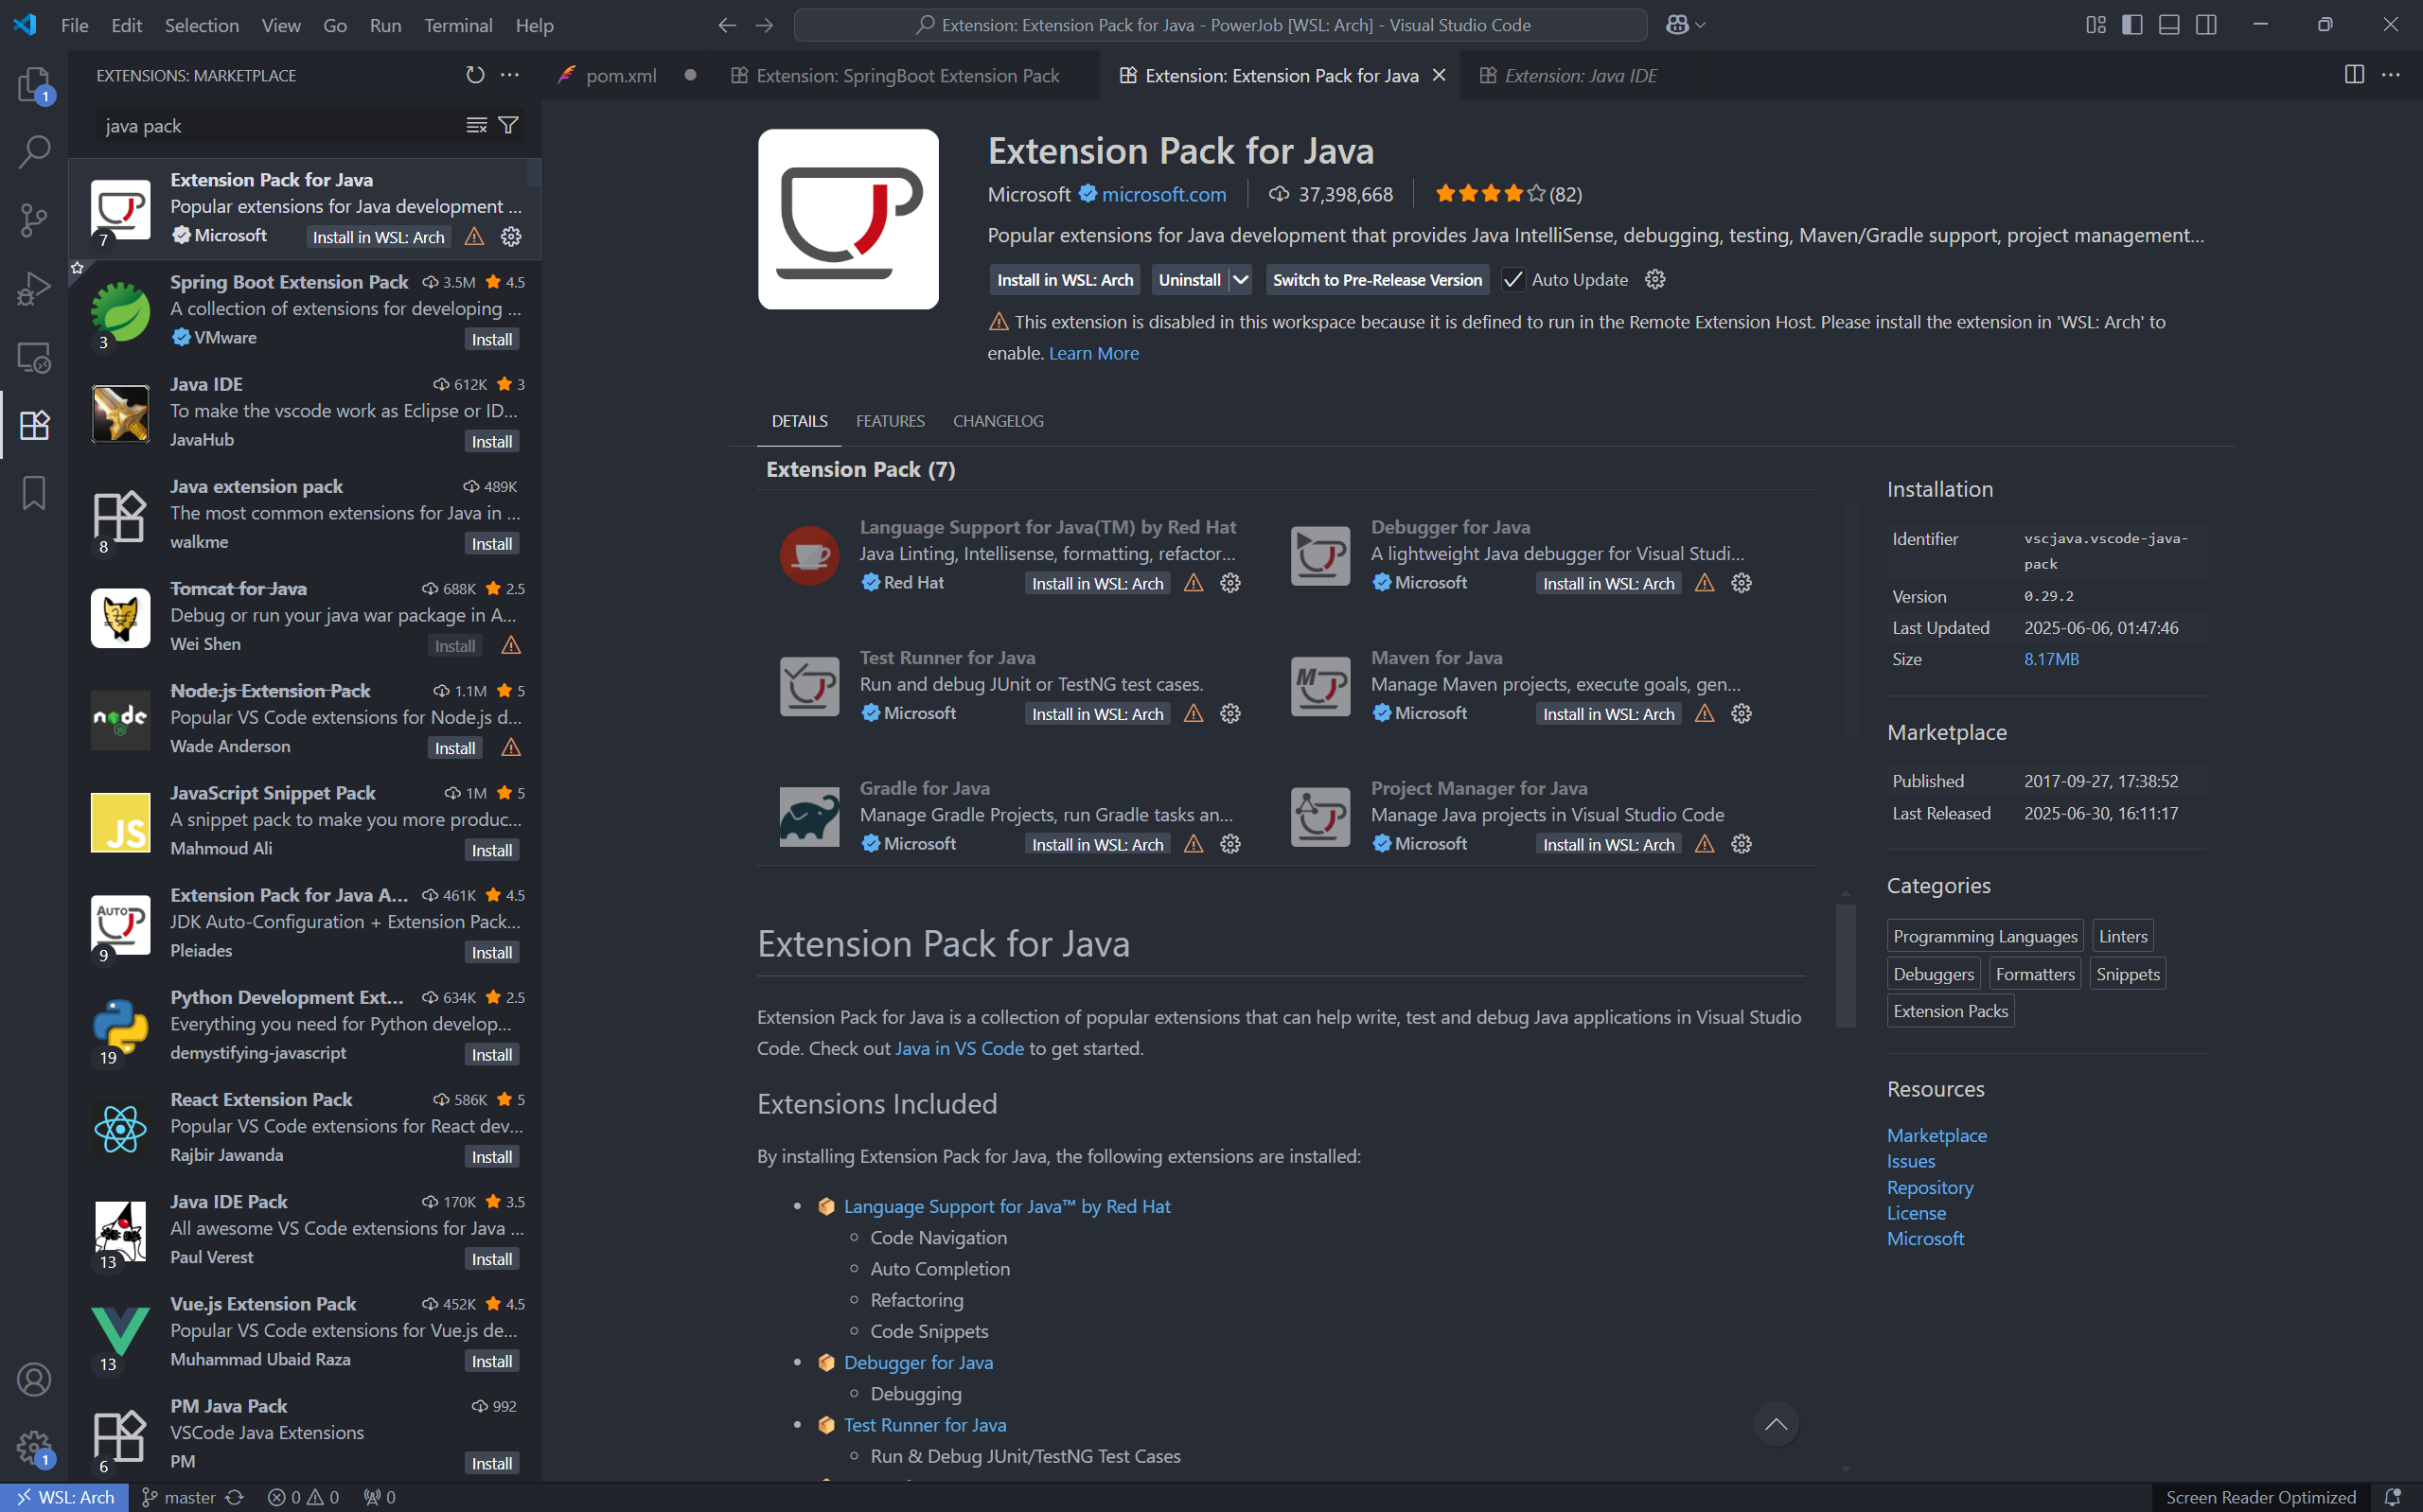 File Edit Selection View Go Run Terminal Help
Extension: Extension Pack for Java - PowerJob [WSL: Arch] - Visual Studio Code
EXTENSIONS: MARKETPLACE
java pack
1
Extension Pack for Java
Popular extensions for Java development ...
Microsoft
Install in WSL: Arch
7
Spring Boot Extension Pack 3.5M 4.5
A collection of extensions for developing ...
VMware
Install
3
Java IDE 612K 3
To make the vscode work as Eclipse or ID...
JavaHub
Install
Java extension pack 489K
The most common extensions for Java in ...
walkme
Install
8
Tomcat for Java 688K 2.5
Debug or run your java war package in A...
Wei Shen
Install
Node.js Extension Pack 1.1M 5
Popular VS Code extensions for Node.js d...
Wade Anderson
Install
node
JavaScript Snippet Pack 1M 5
A snippet pack to make you more produc...
Mahmoud Ali
Install
JS
Extension Pack for Java A... 461K 4.5
JDK Auto-Configuration + Extension Pack...
Pleiades
Install
AUTO
9
Python Development Ext... 634K 2.5
Everything you need for Python develop...
demystifying-javascript
Install
19
React Extension Pack 586K 5
Popular VS Code extensions for React dev...
Rajbir Jawanda
Install
Java IDE Pack 170K 3.5
All awesome VS Code extensions for Java ...
Paul Verest
Install
13
Vue.js Extension Pack 452K 4.5
Popular VS Code extensions for Vue.js de...
Muhammad Ubaid Raza
Install
13
PM Java Pack 992
VSCode Java Extensions
PM
Install
6
1
pom.xml
Extension: SpringBoot Extension Pack
Extension: Extension Pack for Java
Extension: Java IDE
Extension Pack for Java
Microsoft microsoft.com 37,398,668 (82)
Popular extensions for Java development that provides Java IntelliSense, debugging, testing, Maven/Gradle support, project management...
Install in WSL: Arch Uninstall Switch to Pre-Release Version Auto Update
This extension is disabled in this workspace because it is defined to run in the Remote Extension Host. Please install the extension in 'WSL: Arch' to
enable. Learn More
DETAILS FEATURES CHANGELOG
Extension Pack (7)
Language Support for Java(TM) by Red Hat
Java Linting, Intellisense, formatting, refactor...
Red Hat
Install in WSL: Arch
Debugger for Java
A lightweight Java debugger for Visual Studi...
Microsoft
Install in WSL: Arch
Test Runner for Java
Run and debug JUnit or TestNG test cases.
Microsoft
Install in WSL: Arch
Maven for Java
Manage Maven projects, execute goals, gen...
Microsoft
Install in WSL: Arch
M
Gradle for Java
Manage Gradle Projects, run Gradle tasks an...
Microsoft
Install in WSL: Arch
Project Manager for Java
Manage Java projects in Visual Studio Code
Microsoft
Install in WSL: Arch
Extension Pack for Java
Extension Pack for Java is a collection of popular extensions that can help write, test and debug Java applications in Visual Studio
Code. Check out Java in VS Code to get started.
Extensions Included
By installing Extension Pack for Java, the following extensions are installed:
• 📦 Language Support for Java™ by Red Hat
◦ Code Navigation
◦ Auto Completion
◦ Refactoring
◦ Code Snippets
• 📦 Debugger for Java
◦ Debugging
• 📦 Test Runner for Java
◦ Run & Debug JUnit/TestNG Test Cases
Installation
Identifier vscjava.vscode-java-
pack
Version 0.29.2
Last Updated 2025-06-06, 01:47:46
Size 8.17MB
Marketplace
Published 2017-09-27, 17:38:52
Last Released 2025-06-30, 16:11:17
Categories
Programming Languages Linters
Debuggers Formatters Snippets
Extension Packs
Resources
Marketplace
Issues
Repository
License
Microsoft
WSL: Arch master 0 0 0
Screen Reader Optimized